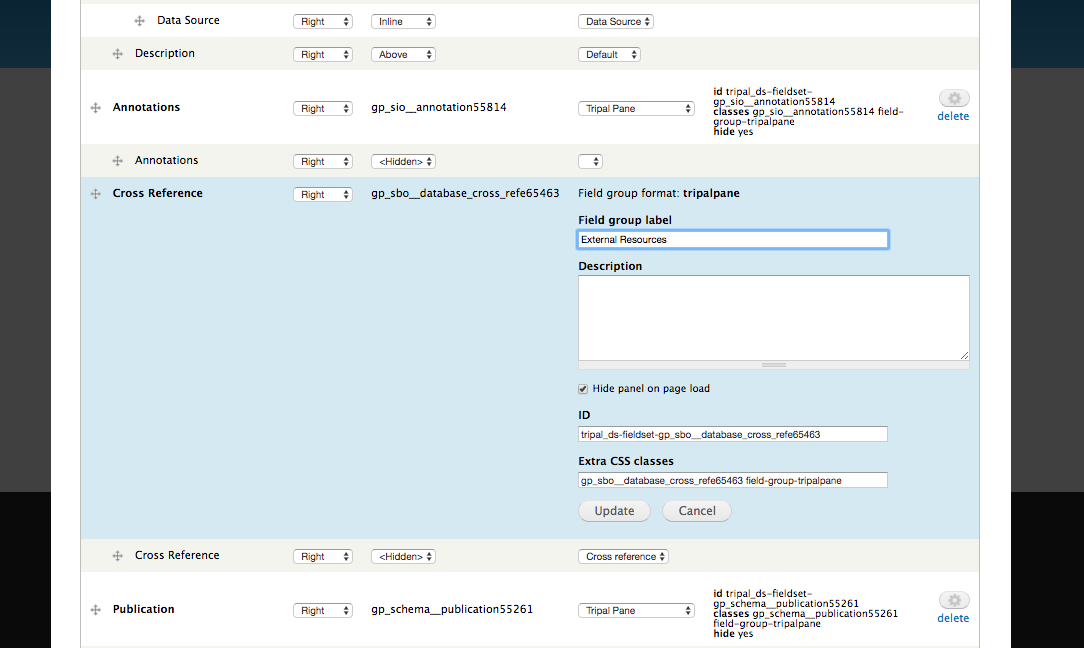 Data Source Right Inline Data Source
Description Right Above Default
Annotations Right gp_sio__annotation55814 Tripal Pane
id tripal_ds-fieldset-
gp_sio__annotation55814
classes gp_sio__annotation55814 field-
group-tripalpane
hide yes
delete
Annotations Right <Hidden>
Cross Reference Right gp_sbo__database_cross_refe65463 Field group format: tripalpane
Field group label
External Resources
Description
Hide panel on page load
ID
tripal_ds-fieldset-gp_sbo__database_cross_refe65463
Extra CSS classes
gp_sbo__database_cross_refe65463 field-group-tripalpane
Update Cancel
Cross Reference Right <Hidden> Cross reference
Publication Right gp_schema__publication55261 Tripal Pane
id tripal_ds-fieldset-
gp_schema__publication55261
classes gp_schema__publication55261
field-group-tripalpane
hide yes
delete